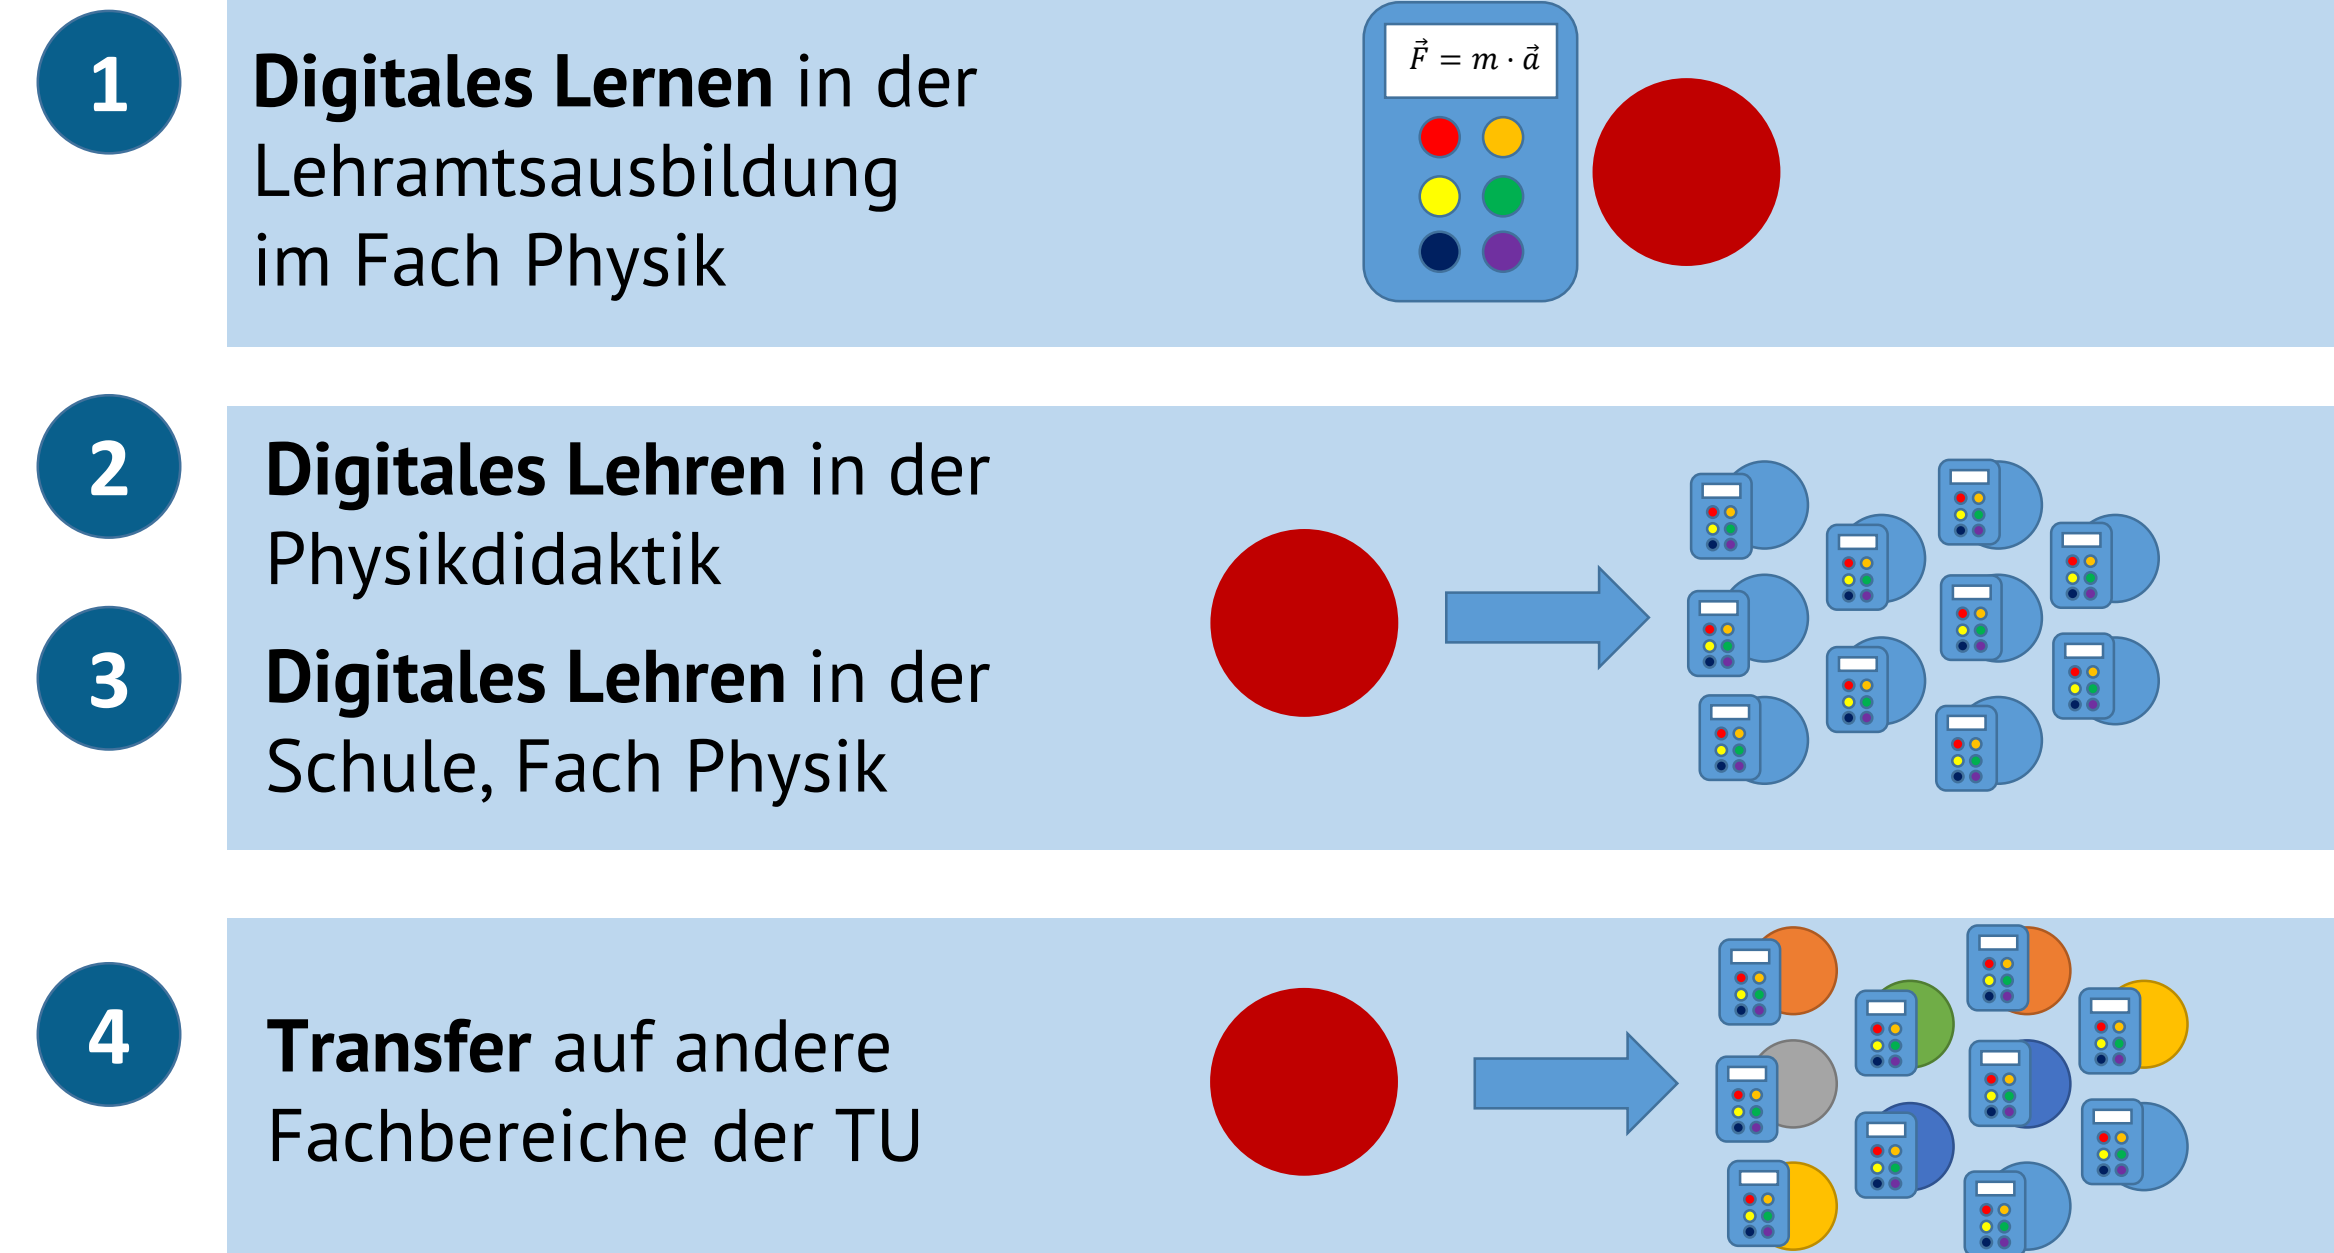 1
Digitales Lernen in der
Lehramtsausbildung
im Fach Physik
F⃗ = m · a⃗
2
Digitales Lehren in der
Physikdidaktik
3
Digitales Lehren in der
Schule, Fach Physik
4
Transfer auf andere
Fachbereiche der TU